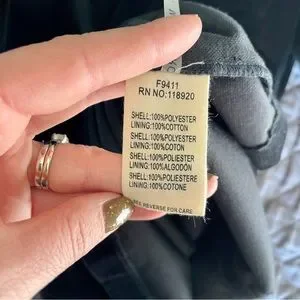 F9411
RN NO:118920
SHELL:100%POLYESTER
LINING:100%COTTON
SHELL:100%POLYESTER
LINING:100%COTON
SHELL:100%POLIESTER
LINING:100%ALGODÓN
SHELL:100%POLIESTERE
LINING:100%COTONE
SEE REVERSE FOR CARE